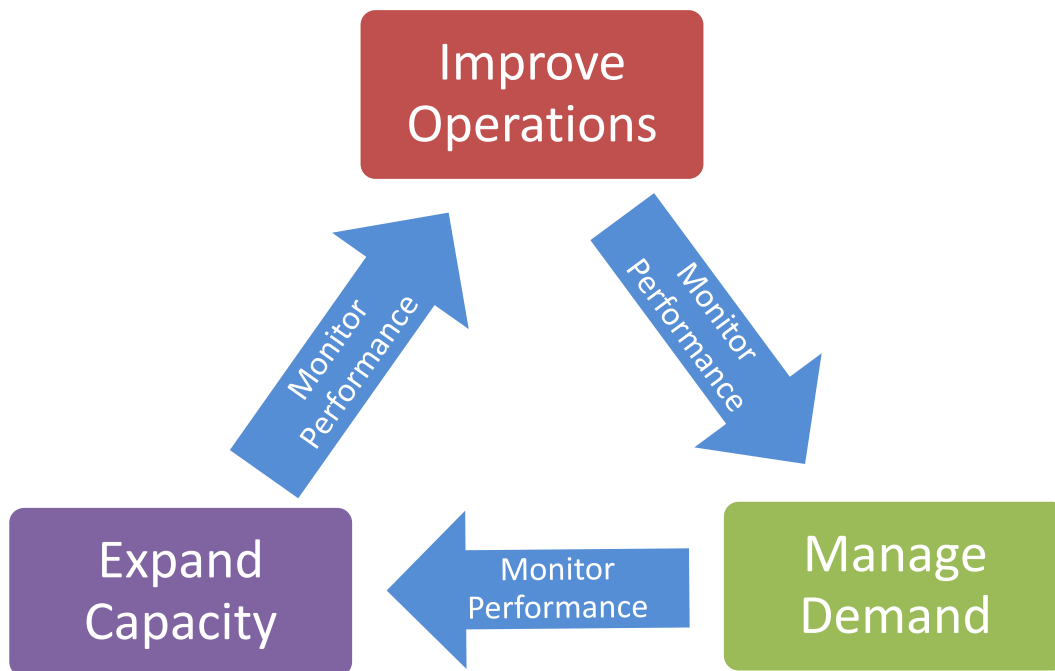 Improve
Operations
Monitor
Performance
Monitor
Performance
Monitor
Performance
Expand
Capacity
Manage
Demand